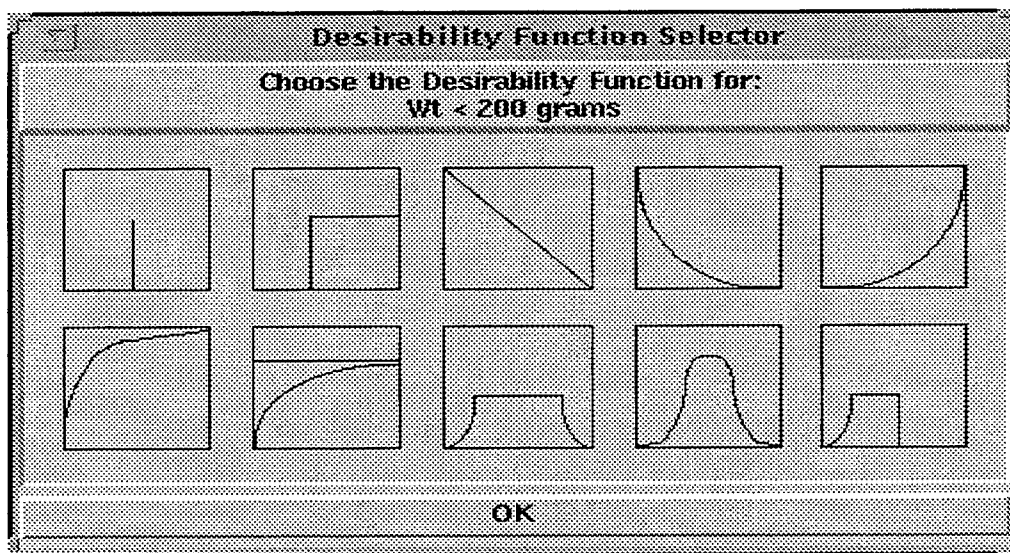 Desirability Function Selector
Choose the Desirability Function for:
Wt < 200 grams
OK